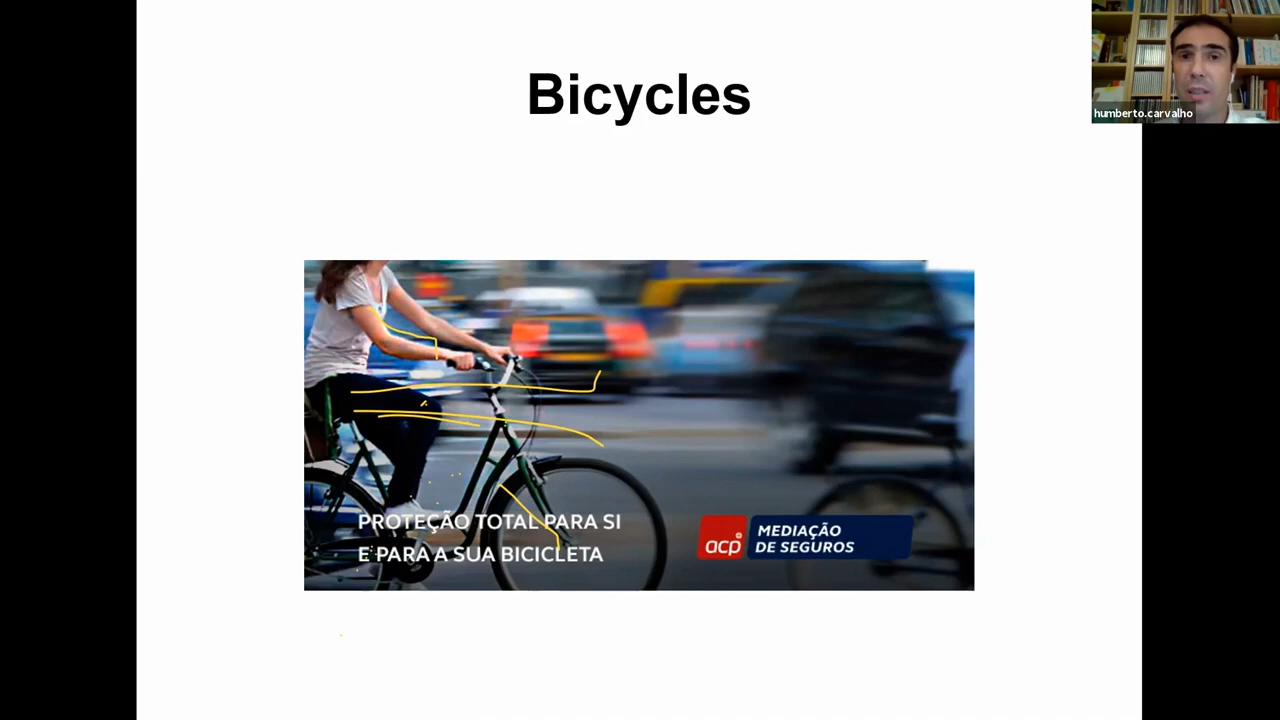 Bicycles
humberto.carvalho
PROTEÇÃO TOTAL PARA SI
E PARA A SUA BICICLETA
acp
MEDIAÇÃO
DE SEGUROS